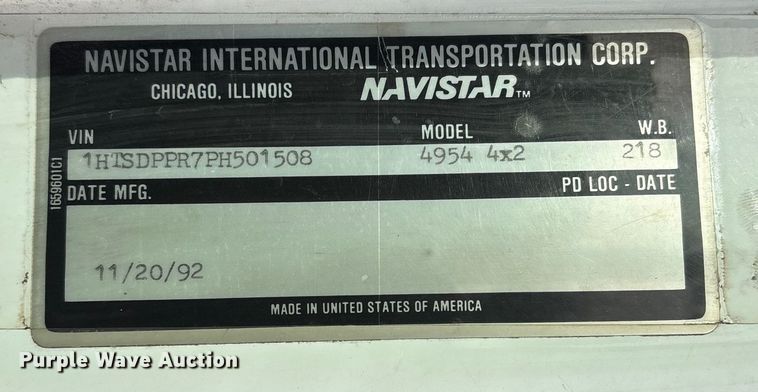 NAVISTAR INTERNATIONAL TRANSPORTATION CORP.
CHICAGO, ILLINOIS NAVISTAR™
VIN MODEL W.B.
1HTSDPPR7PH501508 4954 4x2 218
DATE MFG. PD LOC - DATE
11/20/92
MADE IN UNITED STATES OF AMERICA
1659601C1
Purple Wave Auction